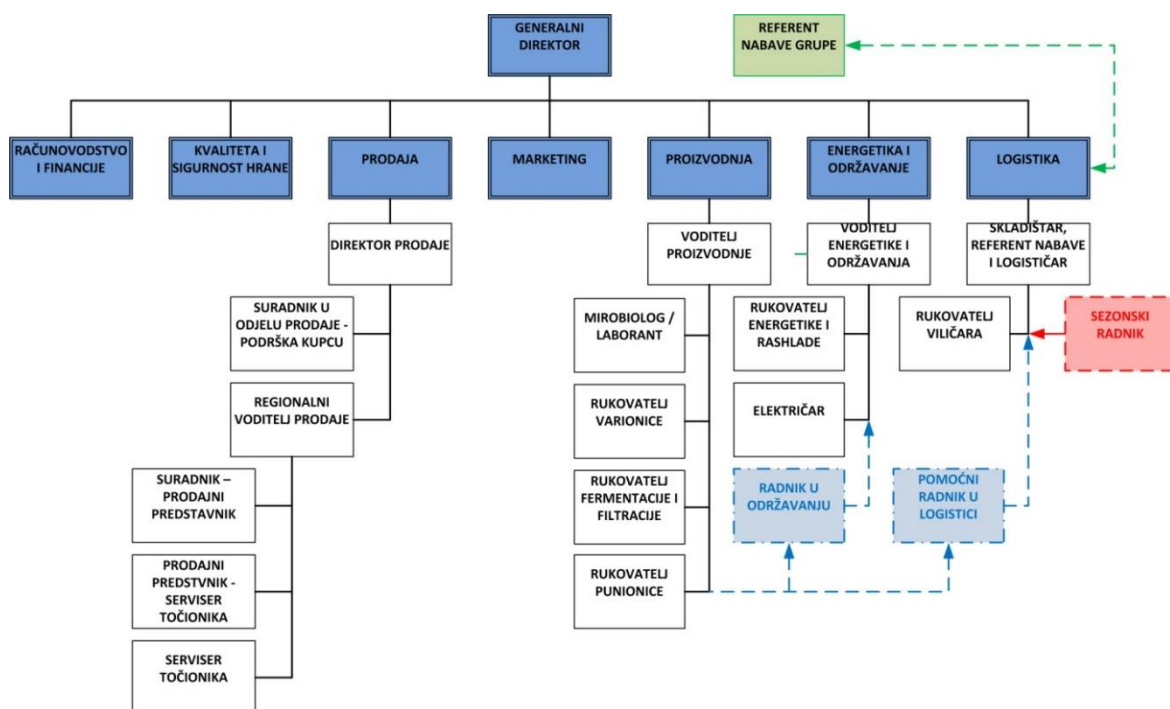 GENERALNI
DIREKTOR
REFERENT
NABAVE GRUPE
RAČUNOVODSTVO
I FINANCIJE
KVALITETA I
SIGURNOST HRANE
PRODAJA
MARKETING
PROIZVODNJA
ENERGETIKA I
ODRŽAVANJE
LOGISTIKA
DIREKTOR PRODAJE
VODITELJ
PROIZVODNJE
VODITELJ
ENERGETIKE I
ODRŽAVANJA
SKLADIŠTAR,
REFERENT NABAVE
I LOGISTIČAR
SURADNIK U
ODJELU PRODAJE -
PODRŠKA KUPCU
MIROBIOLOG /
LABORANT
RUKOVATELJ
ENERGETIKE I
RASHLADE
RUKOVATELJ
VILIČARA
SEZONSKI
RADNIK
REGIONALNI
VODITELJ PRODAJE
RUKOVATELJ
VARIONICE
ELEKTRIČAR
SURADNIK –
PRODAJNI
PREDSTAVNIK
RUKOVATELJ
FERMENTACIJE I
FILTRACIJE
RADNIK U
ODRŽAVANJU
POMOĆNI
RADNIK U
LOGISTICI
PRODAJNI
PREDSTVNIK -
SERVISER
TOČIONIKA
RUKOVATELJ
PUNIONICE
SERVISER
TOČIONIKA